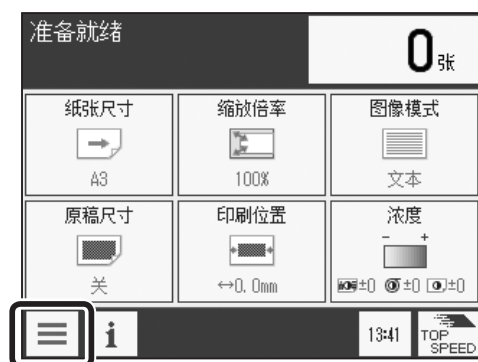 准备就绪
0张
纸张尺寸
缩放倍率
图像模式
A3
100%
文本
原稿尺寸
印刷位置
浓度
- +
关
↔0. 0mm
±0 ±0 ±0
i
13:41
TOP
SPEED